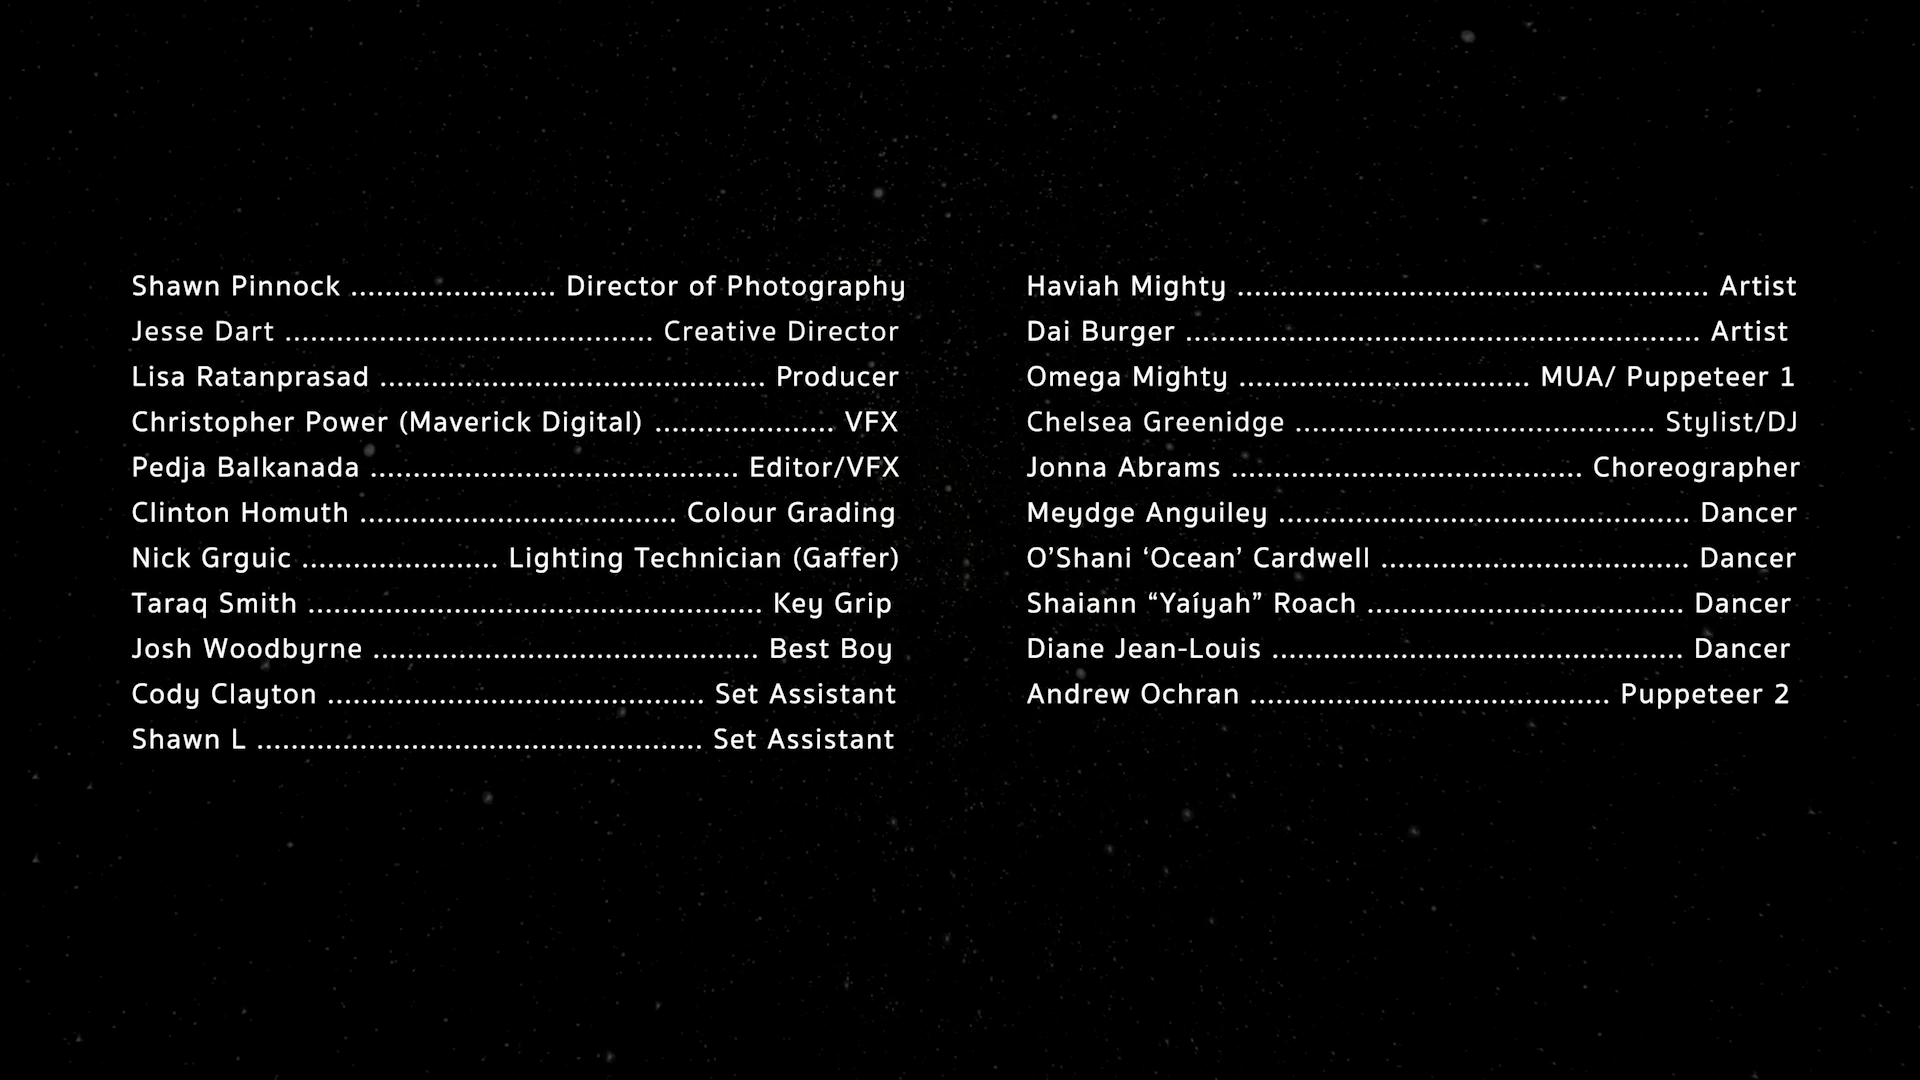 Shawn Pinnock ........................ Director of Photography
Jesse Dart ........................................... Creative Director
Lisa Ratanprasad ............................................. Producer
Christopher Power (Maverick Digital) ..................... VFX
Pedja Balkanada ........................................... Editor/VFX
Clinton Homuth ..................................... Colour Grading
Nick Grguic ....................... Lighting Technician (Gaffer)
Taraq Smith ..................................................... Key Grip
Josh Woodbyrne ............................................. Best Boy
Cody Clayton ............................................ Set Assistant
Shawn L .................................................... Set Assistant
Haviah Mighty ....................................................... Artist
Dai Burger ............................................................ Artist
Omega Mighty .................................. MUA/ Puppeteer 1
Chelsea Greenidge .......................................... Stylist/DJ
Jonna Abrams ......................................... Choreographer
Meydge Anguiley ................................................ Dancer
O’Shani ‘Ocean’ Cardwell .................................... Dancer
Shaiann “Yaíyah” Roach ..................................... Dancer
Diane Jean-Louis ................................................ Dancer
Andrew Ochran .......................................... Puppeteer 2